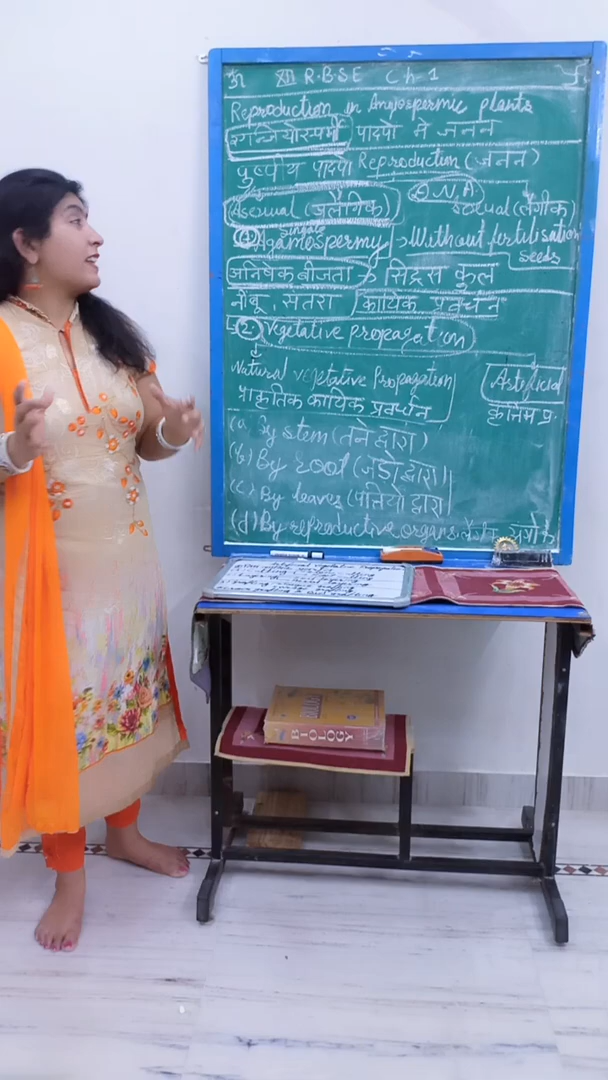 XII R.B.S.E Ch-1
Reproduction in Angiospermic plants
एन्जियोस्पर्मी पादपो मे जनन
पुष्पीय पादपो Reproduction (जनन)
Asexual (अलैंगिक) Sexual (लैंगीक)
① Agamospermy → Without fertilisation
seeds
अनिषेक बीजता → सिट्रस कुल
नींबू, संतरा कायिक प्रवर्धन
② Vegetative propagation
Natural vegetative Propagation Artificial
प्राकृतिक कायिक प्रवर्धन कृत्रिम प्र.
(a) By stem (तने द्वारा)
(b) By root (जड़ो द्वारा)
(c) By leaves (पत्तियो द्वारा)
(d) By reproductive organs
BIOLOGY